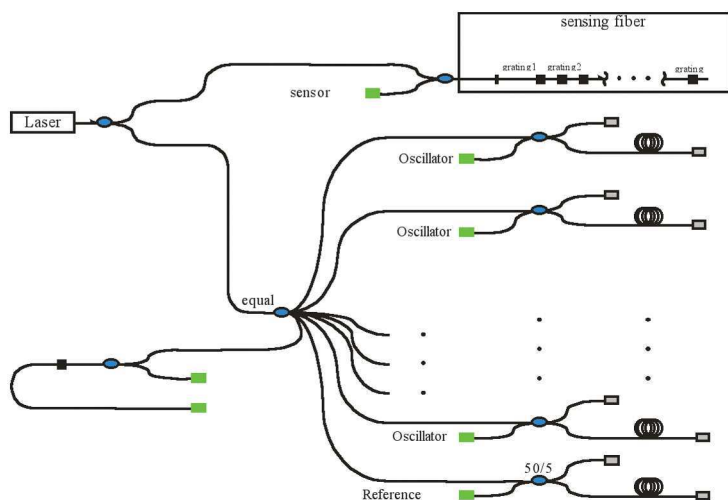 sensing fiber
grating1 grating2 grating
sensor
Laser
Oscillator
Oscillator
equal
Oscillator
50/5
Reference